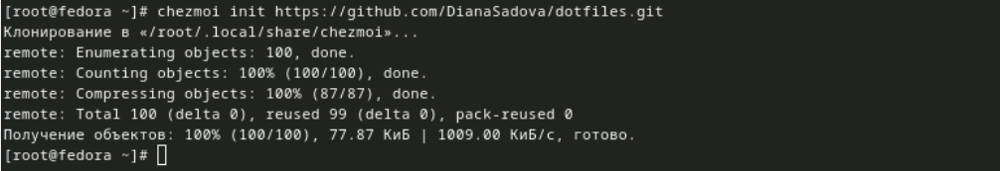 [root@fedora ~]# chezmoi init https://github.com/DianaSadova/dotfiles.git
Клонирование в «/root/.local/share/chezmoi»...
remote: Enumerating objects: 100, done.
remote: Counting objects: 100% (100/100), done.
remote: Compressing objects: 100% (87/87), done.
remote: Total 100 (delta 0), reused 99 (delta 0), pack-reused 0
Получение объектов: 100% (100/100), 77.87 КиБ | 1009.00 КиБ/с, готово.
[root@fedora ~]#